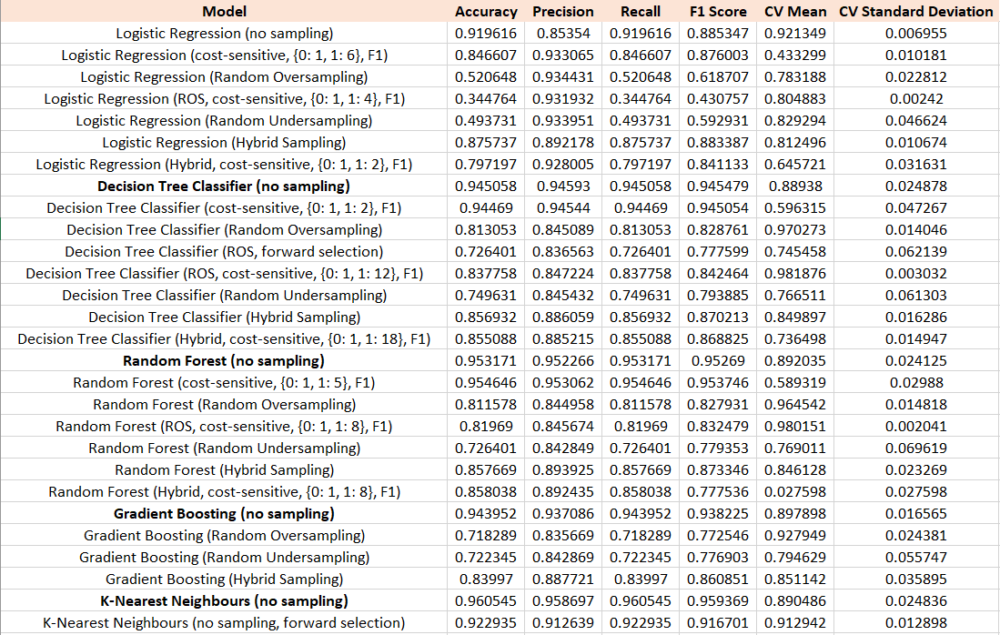 Model Accuracy Precision Recall F1 Score CV Mean CV Standard Deviation
Logistic Regression (no sampling) 0.919616 0.85354 0.919616 0.885347 0.921349 0.006955
Logistic Regression (cost-sensitive, {0: 1, 1: 6}, F1) 0.846607 0.933065 0.846607 0.876003 0.433299 0.010181
Logistic Regression (Random Oversampling) 0.520648 0.934431 0.520648 0.618707 0.783188 0.022812
Logistic Regression (ROS, cost-sensitive, {0: 1, 1: 4}, F1) 0.344764 0.931932 0.344764 0.430757 0.804883 0.00242
Logistic Regression (Random Undersampling) 0.493731 0.933951 0.493731 0.592931 0.829294 0.046624
Logistic Regression (Hybrid Sampling) 0.875737 0.892178 0.875737 0.883387 0.812496 0.010674
Logistic Regression (Hybrid, cost-sensitive, {0: 1, 1: 2}, F1) 0.797197 0.928005 0.797197 0.841133 0.645721 0.031631
Decision Tree Classifier (no sampling) 0.945058 0.94593 0.945058 0.945479 0.88938 0.024878
Decision Tree Classifier (cost-sensitive, {0: 1, 1: 2}, F1) 0.94469 0.94544 0.94469 0.945054 0.596315 0.047267
Decision Tree Classifier (Random Oversampling) 0.813053 0.845089 0.813053 0.828761 0.970273 0.014046
Decision Tree Classifier (ROS, forward selection) 0.726401 0.836563 0.726401 0.777599 0.745458 0.062139
Decision Tree Classifier (ROS, cost-sensitive, {0: 1, 1: 12}, F1) 0.837758 0.847224 0.837758 0.842464 0.981876 0.003032
Decision Tree Classifier (Random Undersampling) 0.749631 0.845432 0.749631 0.793885 0.766511 0.061303
Decision Tree Classifier (Hybrid Sampling) 0.856932 0.886059 0.856932 0.870213 0.849897 0.016286
Decision Tree Classifier (Hybrid, cost-sensitive, {0: 1, 1: 18}, F1) 0.855088 0.885215 0.855088 0.868825 0.736498 0.014947
Random Forest (no sampling) 0.953171 0.952266 0.953171 0.95269 0.892035 0.024125
Random Forest (cost-sensitive, {0: 1, 1: 5}, F1) 0.954646 0.953062 0.954646 0.953746 0.589319 0.02988
Random Forest (Random Oversampling) 0.811578 0.844958 0.811578 0.827931 0.964542 0.014818
Random Forest (ROS, cost-sensitive, {0: 1, 1: 8}, F1) 0.81969 0.845674 0.81969 0.832479 0.980151 0.002041
Random Forest (Random Undersampling) 0.726401 0.842849 0.726401 0.779353 0.769011 0.069619
Random Forest (Hybrid Sampling) 0.857669 0.893925 0.857669 0.873346 0.846128 0.023269
Random Forest (Hybrid, cost-sensitive, {0: 1, 1: 8}, F1) 0.858038 0.892435 0.858038 0.777536 0.027598 0.027598
Gradient Boosting (no sampling) 0.943952 0.937086 0.943952 0.938225 0.897898 0.016565
Gradient Boosting (Random Oversampling) 0.718289 0.835669 0.718289 0.772546 0.927949 0.024381
Gradient Boosting (Random Undersampling) 0.722345 0.842869 0.722345 0.776903 0.794629 0.055747
Gradient Boosting (Hybrid Sampling) 0.83997 0.887721 0.83997 0.860851 0.851142 0.035895
K-Nearest Neighbours (no sampling) 0.960545 0.958697 0.960545 0.959369 0.890486 0.024836
K-Nearest Neighbours (no sampling, forward selection) 0.922935 0.912639 0.922935 0.916701 0.912942 0.012898